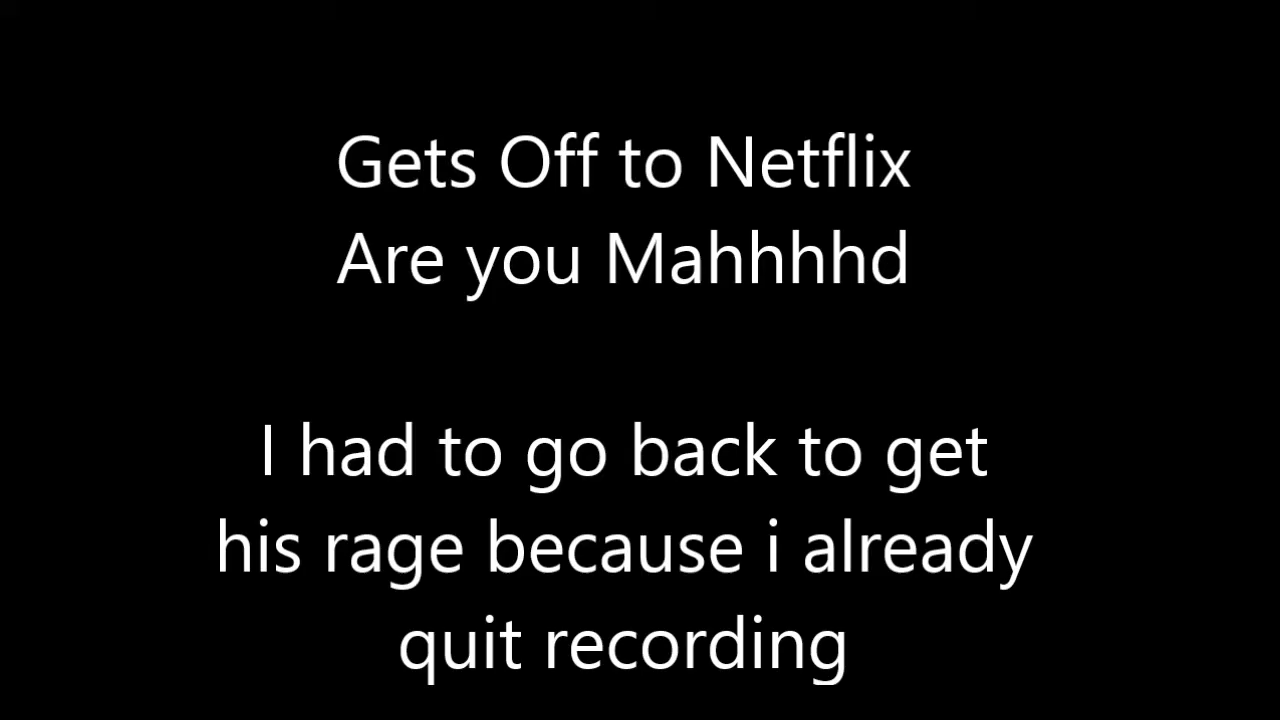 Gets Off to Netflix
Are you Mahhhhd
I had to go back to get
his rage because i already
quit recording